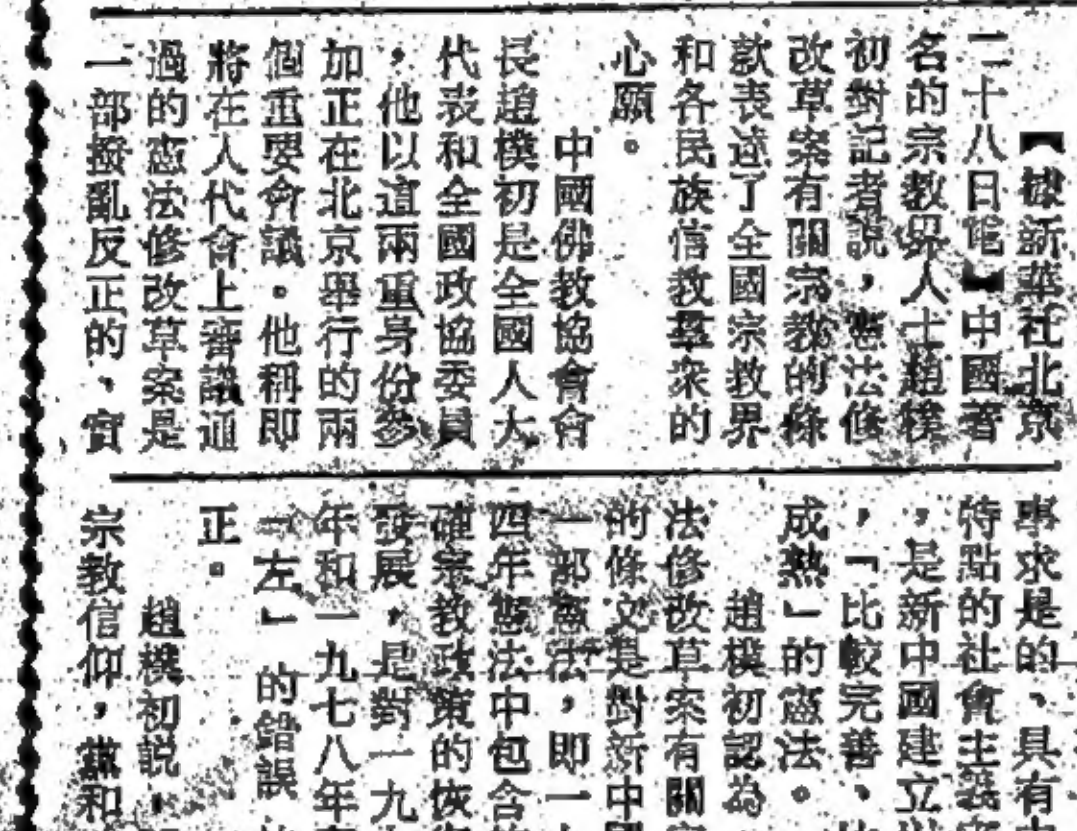 【據新華社北京
二十八日電】中國著
名的宗教界人士趙樸
初對記者說，憲法修
改草案有關宗教的條
款表達了全國宗教界
和各民族信教羣衆的
心願。
中國佛教協會會
長趙樸初是全國人大
代表和全國政協委員
，他以這兩重身份參
加正在北京舉行的兩
個重要會議。他稱即
將在人代會上審議通
過的憲法修改草案是
一部撥亂反正的、實
事求是的、具有
特點的社會主義
，是新中國建立
，「比較完善、
成熟」的憲法。
趙樸初認為
法修改草案有關
的條文是對新中
一部憲法，即一
四年憲法中包含
確宗教政策的恢
發展，是對一九
年和一九七八年
「左」的錯誤
正。
趙樸初說，
宗教信仰，黨和